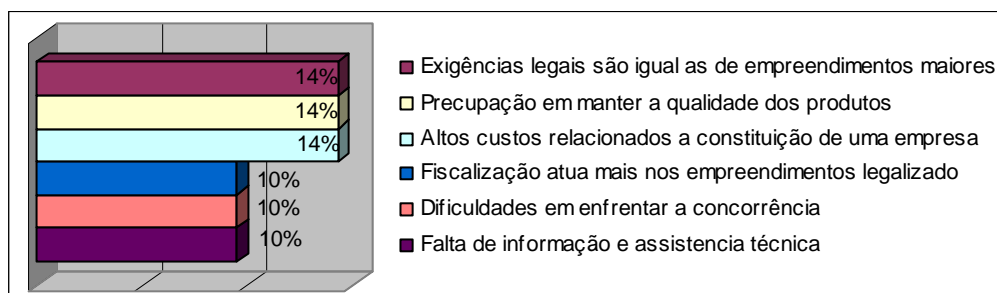 14%
14%
14%
10%
10%
10%
Exigências legais são igual as de empreendimentos maiores
Precupação em manter a qualidade dos produtos
Altos custos relacionados a constituição de uma empresa
Fiscalização atua mais nos empreendimentos legalizado
Dificuldades em enfrentar a concorrência
Falta de informação e assistencia técnica